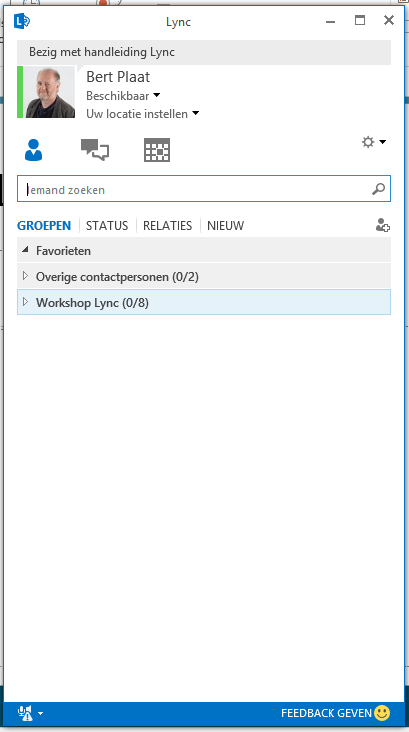 Lync
Bezig met handleiding Lync
Bert Plaat
Beschikbaar
Uw locatie instellen
Iemand zoeken
GROEPEN STATUS RELATIES NIEUW
Favorieten
Overige contactpersonen (0/2)
Workshop Lync (0/8)
FEEDBACK GEVEN